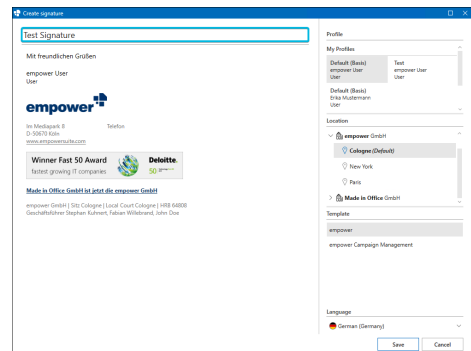 Create signature
Test Signature
Mit freundlichen Grüßen
empower User
User
empower
Im Mediapark 8 Telefon
D-50670 Köln
www.empowersuite.com
Winner Fast 50 Award
fastest growing IT companies
Deloitte.
50
Made in Office GmbH ist jetzt die empower GmbH
empower GmbH | Sitz Cologne | Local Court Cologne | HRB 64808
Geschäftsführer Stephan Kuhnert, Fabian Willebrand, John Doe
Profile
My Profiles
Default (Basis)
empower User
User
Test
empower User
User
Default (Basis)
Erika Mustermann
User
Location
empower GmbH
Cologne (Default)
New York
Paris
Made in Office GmbH
Template
empower
empower Campaign Management
Language
German (Germany)
Save Cancel